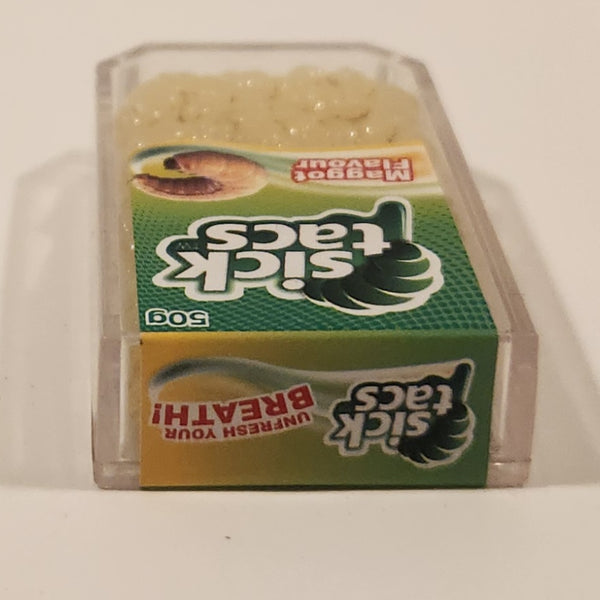 sick
tacs
UNFRESH YOUR
BREATH!
50g
sick
tacs
Maggot
Flavour